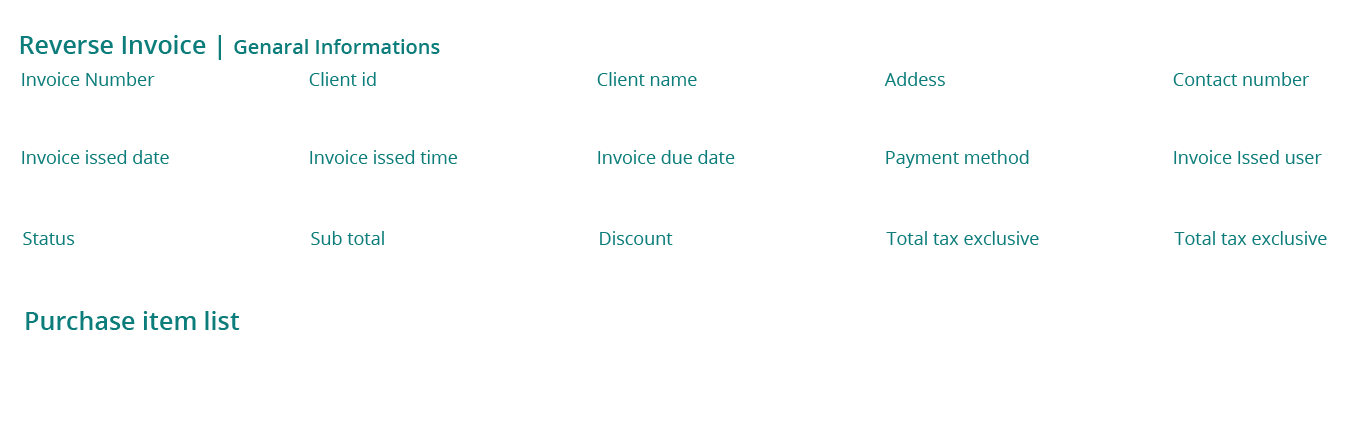 Reverse Invoice | Genaral Informations
Invoice Number Client id Client name Addess Contact number
Invoice issed date Invoice issed time Invoice due date Payment method Invoice Issed user
Status Sub total Discount Total tax exclusive Total tax exclusive
Purchase item list